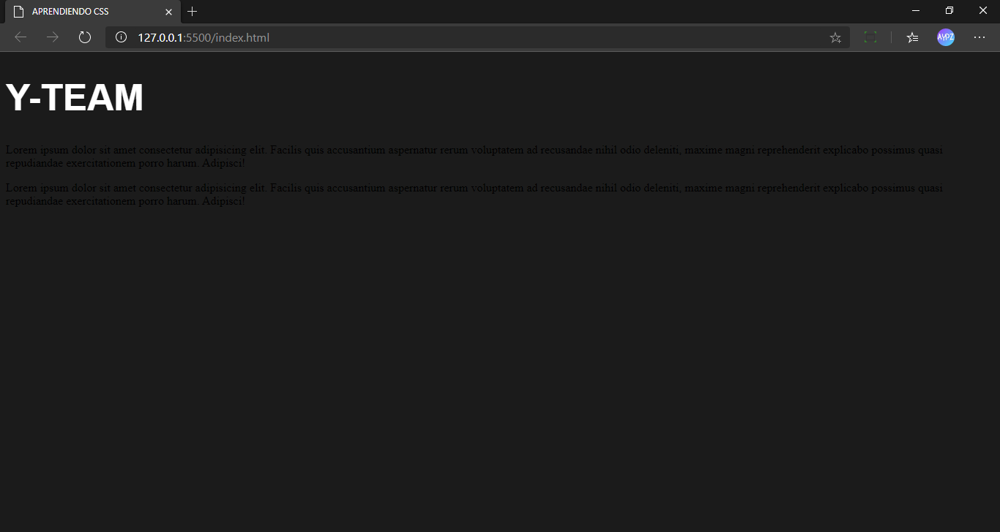 APRENDIENDO CSS
127.0.0.1:5500/index.html
AYPZ
Y-TEAM
Lorem ipsum dolor sit amet consectetur adipisicing elit. Facilis quis accusantium aspernatur rerum voluptatem ad recusandae nihil odio deleniti, maxime magni reprehenderit explicabo possimus quasi
repudiandae exercitationem porro harum. Adipisci!
Lorem ipsum dolor sit amet consectetur adipisicing elit. Facilis quis accusantium aspernatur rerum voluptatem ad recusandae nihil odio deleniti, maxime magni reprehenderit explicabo possimus quasi
repudiandae exercitationem porro harum. Adipisci!